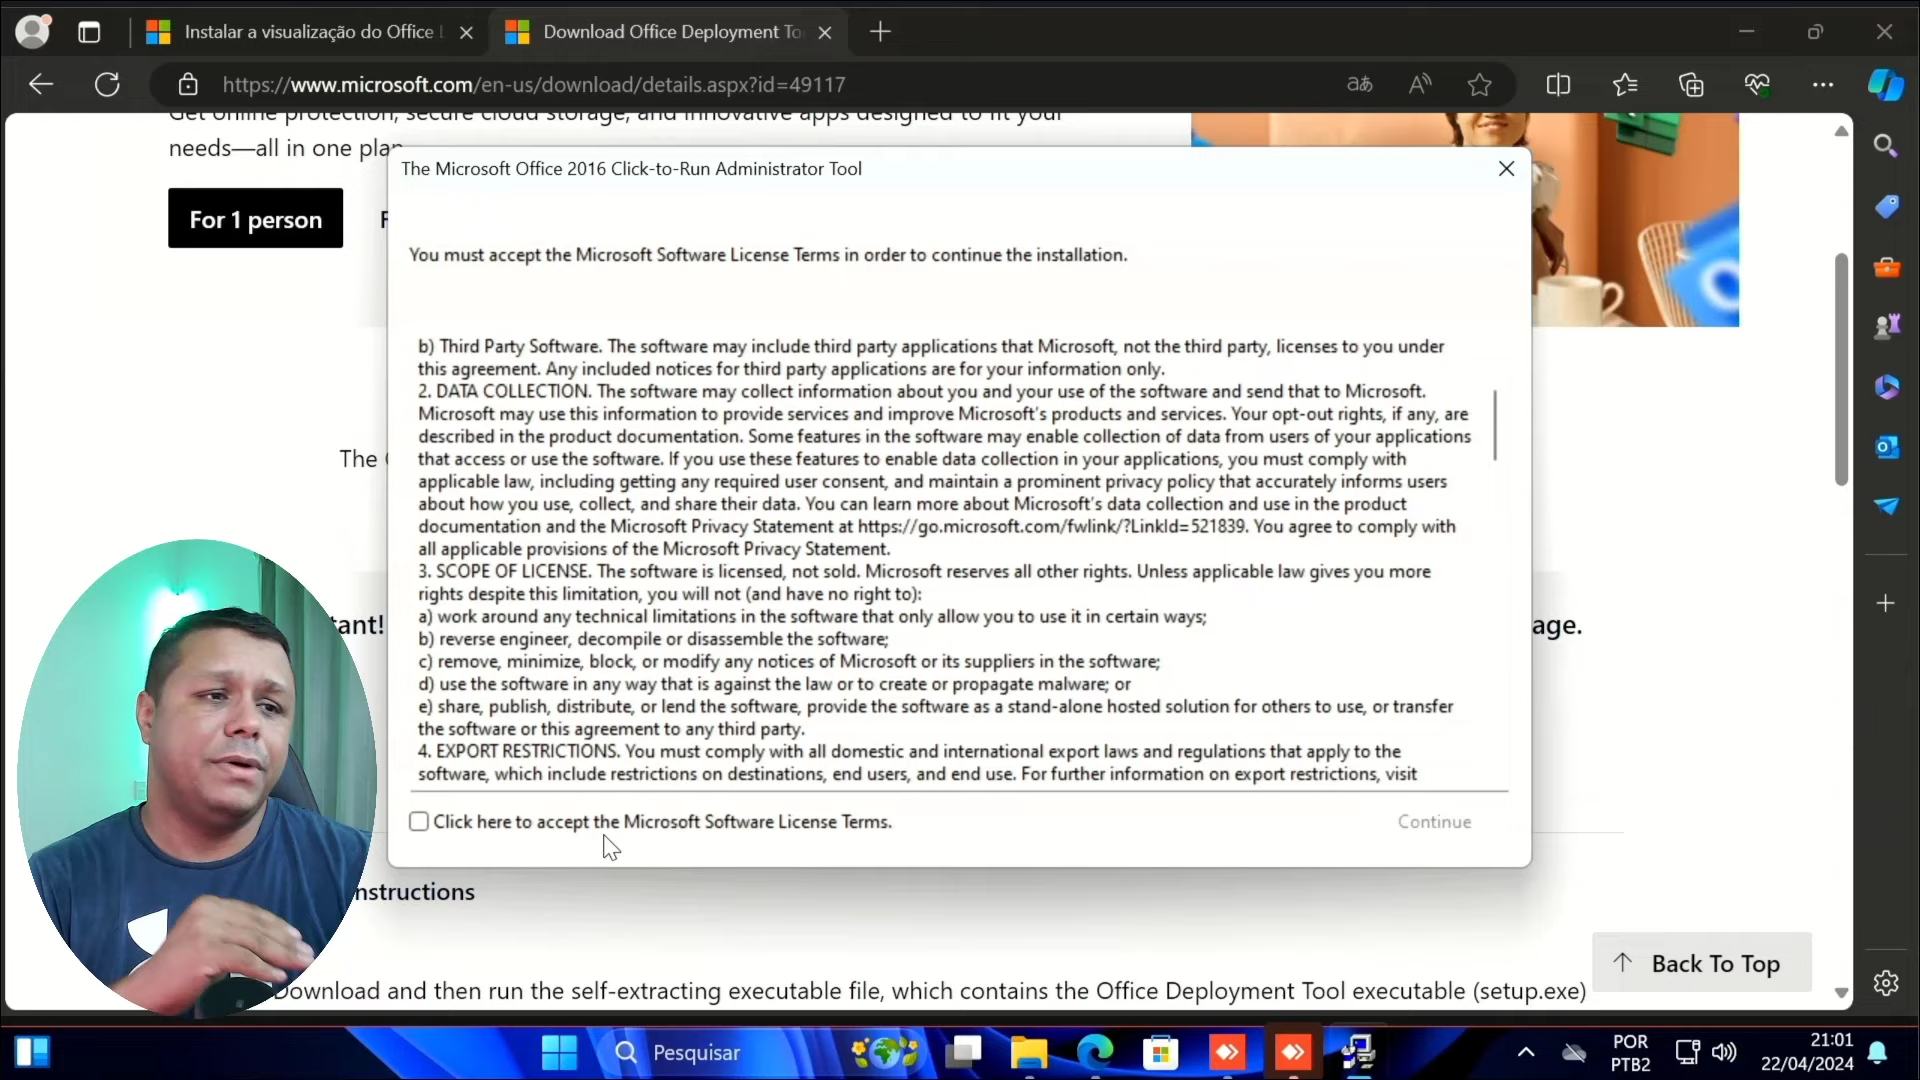 Instalar a visualização do Office
Download Office Deployment To
https://www.microsoft.com/en-us/download/details.aspx?id=49117
Get online protection, secure cloud storage, and innovative apps designed to fit your
needs—all in one plan
For 1 person
The Microsoft Office 2016 Click-to-Run Administrator Tool
You must accept the Microsoft Software License Terms in order to continue the installation.
b) Third Party Software. The software may include third party applications that Microsoft, not the third party, licenses to you under
this agreement. Any included notices for third party applications are for your information only.
2. DATA COLLECTION. The software may collect information about you and your use of the software and send that to Microsoft.
Microsoft may use this information to provide services and improve Microsoft's products and services. Your opt-out rights, if any, are
described in the product documentation. Some features in the software may enable collection of data from users of your applications
that access or use the software. If you use these features to enable data collection in your applications, you must comply with
applicable law, including getting any required user consent, and maintain a prominent privacy policy that accurately informs users
about how you use, collect, and share their data. You can learn more about Microsoft's data collection and use in the product
documentation and the Microsoft Privacy Statement at https://go.microsoft.com/fwlink/?LinkId=521839. You agree to comply with
all applicable provisions of the Microsoft Privacy Statement.
3. SCOPE OF LICENSE. The software is licensed, not sold. Microsoft reserves all other rights. Unless applicable law gives you more
rights despite this limitation, you will not (and have no right to):
a) work around any technical limitations in the software that only allow you to use it in certain ways;
b) reverse engineer, decompile or disassemble the software;
c) remove, minimize, block, or modify any notices of Microsoft or its suppliers in the software;
d) use the software in any way that is against the law or to create or propagate malware; or
e) share, publish, distribute, or lend the software, provide the software as a stand-alone hosted solution for others to use, or transfer
the software or this agreement to any third party.
4. EXPORT RESTRICTIONS. You must comply with all domestic and international export laws and regulations that apply to the
software, which include restrictions on destinations, end users, and end use. For further information on export restrictions, visit
Click here to accept the Microsoft Software License Terms.
Continue
The
tant!
age.
nstructions
Back To Top
Download and then run the self-extracting executable file, which contains the Office Deployment Tool executable (setup.exe)
Pesquisar
POR
PTB2
21:01
22/04/2024